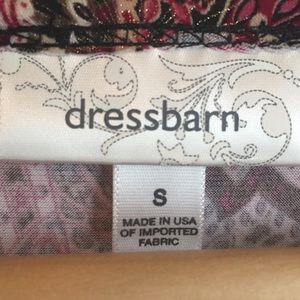 dressbarn
S
MADE IN USA
OF IMPORTED
FABRIC